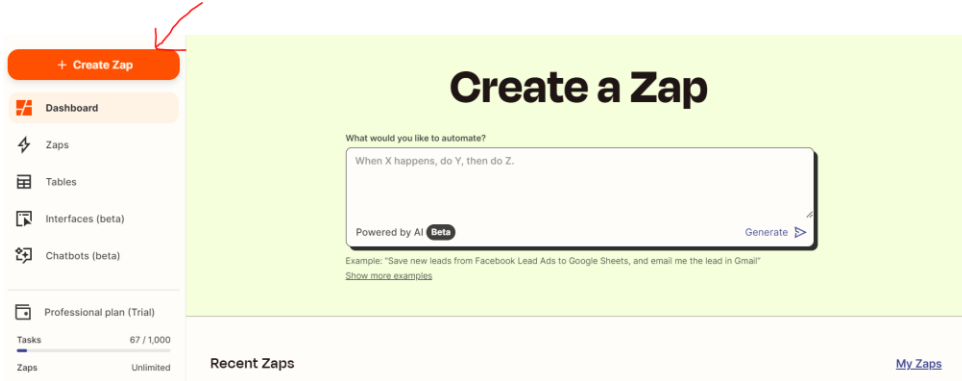 + Create Zap
Dashboard
Zaps
Tables
Interfaces (beta)
Chatbots (beta)
Professional plan (Trial)
Tasks 67 / 1,000
Zaps Unlimited
Create a Zap
What would you like to automate?
When X happens, do Y, then do Z.
Powered by AI Beta Generate
Example: "Save new leads from Facebook Lead Ads to Google Sheets, and email me the lead in Gmail"
Show more examples
Recent Zaps My Zaps